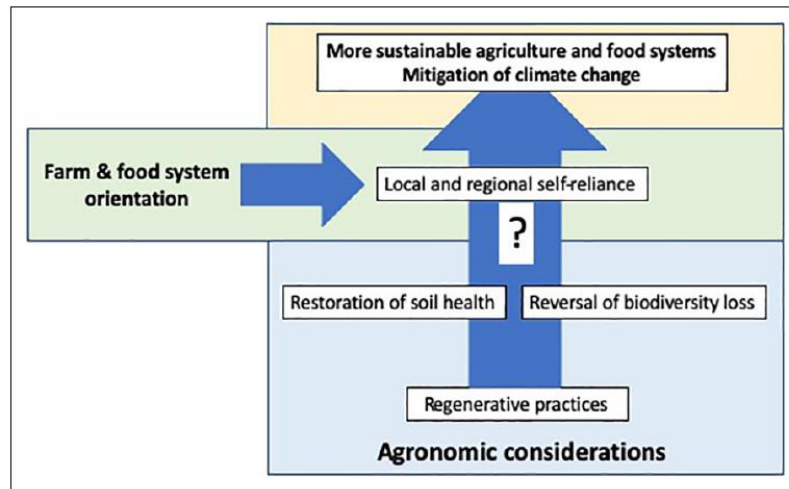 More sustainable agriculture and food systems
Mitigation of climate change
Farm & food system
orientation
Local and regional self-reliance
?
Restoration of soil health
Reversal of biodiversity loss
Regenerative practices
Agronomic considerations